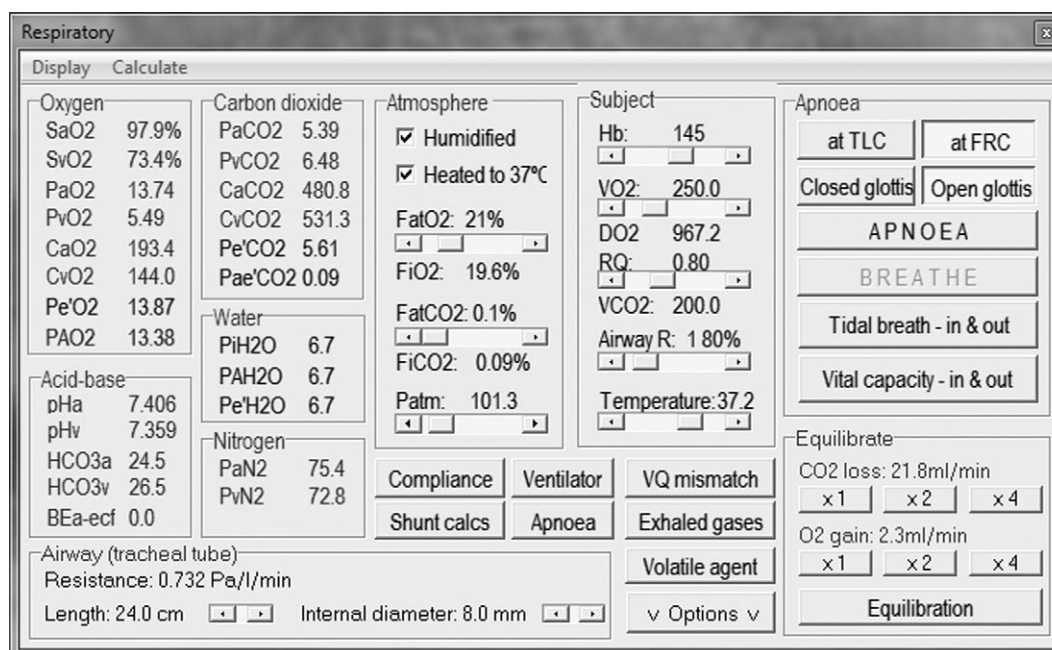 Respiratory
Display Calculate
Oxygen
SaO2 97.9%
SvO2 73.4%
PaO2 13.74
PvO2 5.49
CaO2 193.4
CvO2 144.0
Pe'O2 13.87
PAO2 13.38
Acid-base
pHa 7.406
pHv 7.359
HCO3a 24.5
HCO3v 26.5
BEa-ecf 0.0
Carbon dioxide
PaCO2 5.39
PvCO2 6.48
CaCO2 480.8
CvCO2 531.3
Pe'CO2 5.61
Pae'CO2 0.09
Water
PiH2O 6.7
PAH2O 6.7
Pe'H2O 6.7
Nitrogen
PaN2 75.4
PvN2 72.8
Atmosphere
Humidified
Heated to 37°C
FatO2: 21%
FiO2: 19.6%
FatCO2: 0.1%
FiCO2: 0.09%
Patm: 101.3
Subject
Hb: 145
VO2: 250.0
DO2 967.2
RQ: 0.80
VCO2: 200.0
Airway R: 180%
Temperature: 37.2
Compliance Ventilator VQ mismatch
Shunt calcs Apnoea Exhaled gases
Volatile agent
v Options v
Airway (tracheal tube)
Resistance: 0.732 Pa/l/min
Length: 24.0 cm Internal diameter: 8.0 mm
Apnoea
at TLC at FRC
Closed glottis Open glottis
APNOEA
BREATHE
Tidal breath - in & out
Vital capacity - in & out
Equilibrate
CO2 loss: 21.8ml/min
x1 x2 x4
O2 gain: 2.3ml/min
x1 x2 x4
Equilibration